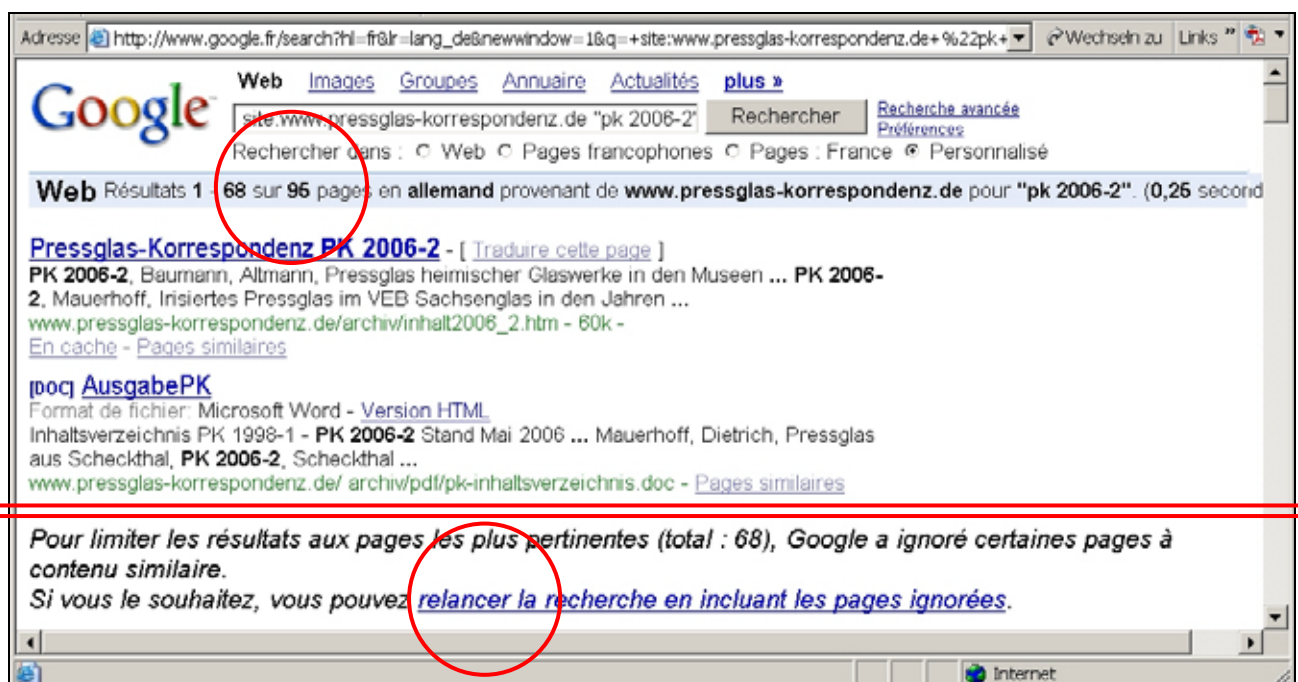 Adresse http://www.google.fr/search?hl=fr&lr=lang_de&newwindow=1&q=+site:www.pressglas-korrespondenz.de+%22pk+ Wechseln zu Links »
Web Images Groupes Annuaire Actualités plus »
Google
site:www.pressglas-korrespondenz.de "pk 2006-2" Rechercher Recherche avancée
Préférences
Rechercher dans : Web Pages francophones Pages : France Personnalisé
Web Résultats 1 - 68 sur 95 pages en allemand provenant de www.pressglas-korrespondenz.de pour "pk 2006-2". (0,25 second
Pressglas-Korrespondenz PK 2006-2 - [ Traduire cette page ]
PK 2006-2, Baumann, Altmann, Pressglas heimischer Glaswerke in den Museen ... PK 2006-
2, Mauerhoff, Irisiertes Pressglas im VEB Sachsenglas in den Jahren ...
www.pressglas-korrespondenz.de/archiv/inhalt2006_2.htm - 60k -
En cache - Pages similaires
[DOC] AusgabePK
Format de fichier: Microsoft Word - Version HTML
Inhaltsverzeichnis PK 1998-1 - PK 2006-2 Stand Mai 2006 ... Mauerhoff, Dietrich, Pressglas
aus Scheckthal, PK 2006-2, Scheckthal ...
www.pressglas-korrespondenz.de/ archiv/pdf/pk-inhaltsverzeichnis.doc - Pages similaires
Pour limiter les résultats aux pages les plus pertinentes (total : 68), Google a ignoré certaines pages à
contenu similaire.
Si vous le souhaitez, vous pouvez relancer la recherche en incluant les pages ignorées.
Internet